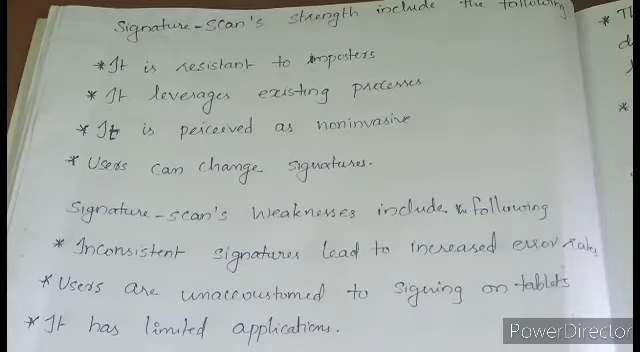 Signature-scan's strength include the following
* It is resistant to imposters
* It leverages existing processes
* It is perceived as noninvasive
* Users can change signatures.
Signature-scan's weaknesses include the following
* Inconsistent signatures lead to increased error rates
* Users are unaccustomed to signing on tablets
* It has limited applications.
PowerDirector